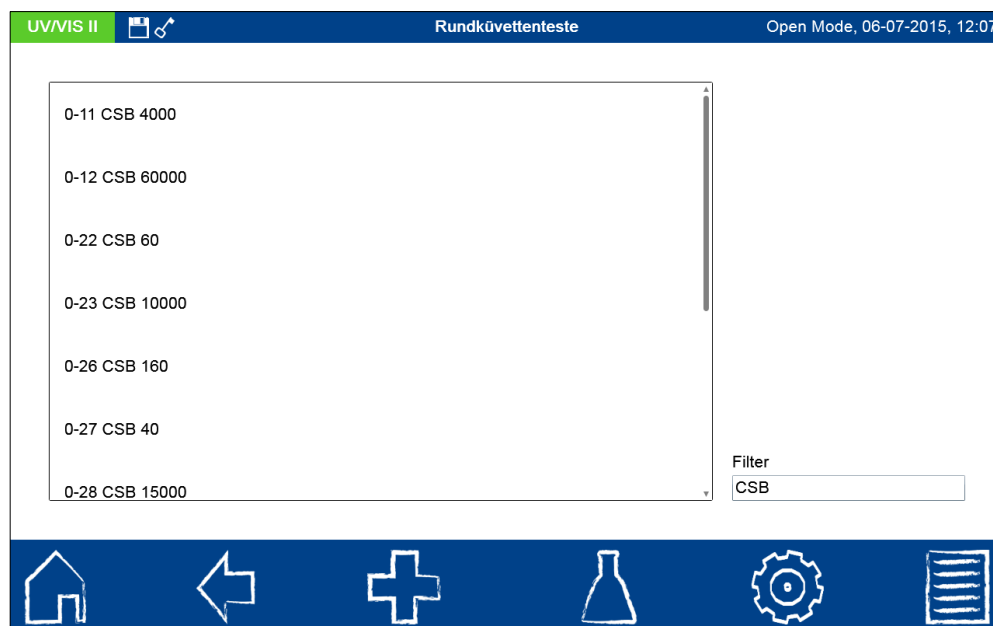 UV/VIS II Rundküvettenteste Open Mode, 06-07-2015, 12:07
0-11 CSB 4000
0-12 CSB 60000
0-22 CSB 60
0-23 CSB 10000
0-26 CSB 160
0-27 CSB 40
0-28 CSB 15000
Filter
CSB